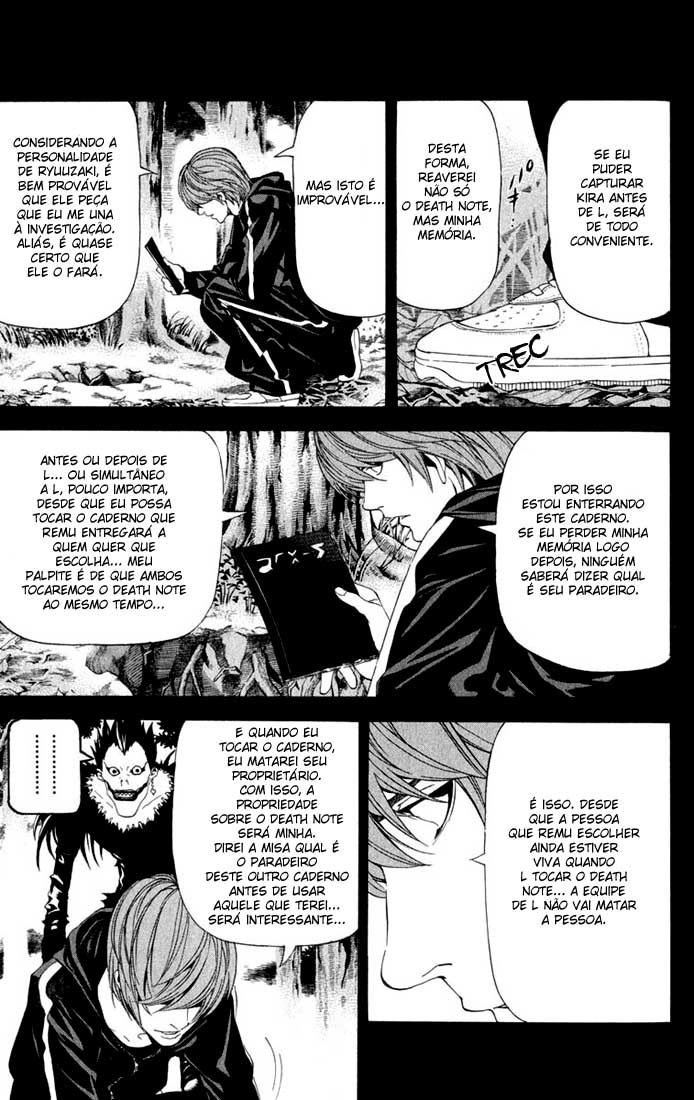 SE EU
PUDER
CAPTURAR
KIRA ANTES
DE L, SERÁ
DE TODO
CONVENIENTE.
DESTA
FORMA,
REAVEREI
NÃO SÓ
O DEATH NOTE,
MAS MINHA
MEMÓRIA.
TREC
MAS ISTO É
IMPROVÁVEL...
CONSIDERANDO A
PERSONALIDADE
DE RYUUZAKI, É
BEM PROVÁVEL
QUE ELE PEÇA
QUE EU ME UNA
À INVESTIGAÇÃO.
ALIÁS, É QUASE
CERTO QUE
ELE O FARÁ.
POR ISSO
ESTOU ENTERRANDO
ESTE CADERNO.
SE EU PERDER MINHA
MEMÓRIA LOGO
DEPOIS, NINGUÉM
SABERÁ DIZER QUAL
É SEU PARADEIRO.
ANTES OU DEPOIS DE
L... OU SIMULTÂNEO
A L, POUCO IMPORTA,
DESDE QUE EU POSSA
TOCAR O CADERNO QUE
REMU ENTREGARÁ A
QUEM QUER QUE
ESCOLHA... MEU
PALPITE É DE QUE AMBOS
TOCAREMOS O DEATH NOTE
AO MESMO TEMPO...
É ISSO. DESDE
QUE A PESSOA
QUE REMU ESCOLHER
AINDA ESTIVER
VIVA QUANDO
L TOCAR O DEATH
NOTE... A EQUIPE
DE L NÃO VAI MATAR
A PESSOA.
E QUANDO EU
TOCAR O CADERNO,
EU MATAREI SEU
PROPRIETÁRIO.
COM ISSO, A
PROPRIEDADE
SOBRE O DEATH NOTE
SERÁ MINHA.
DIREI A MISA QUAL É
O PARADEIRO
DESTE OUTRO CADERNO
ANTES DE USAR
AQUELE QUE TEREI...
SERÁ INTERESSANTE...